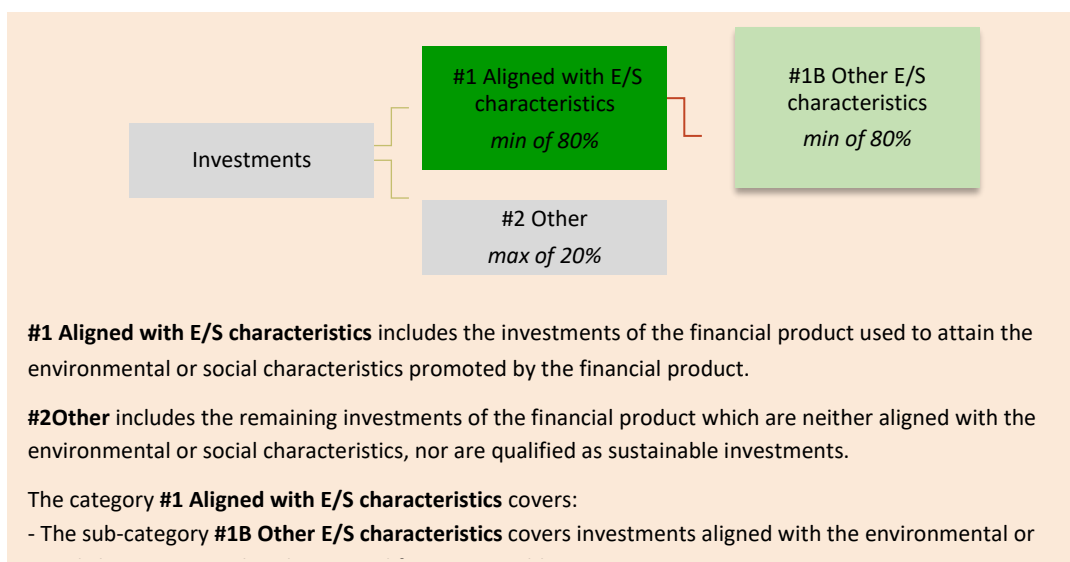 #1 Aligned with E/S
characteristics
min of 80%
#1B Other E/S
characteristics
min of 80%
Investments
#2 Other
max of 20%
#1 Aligned with E/S characteristics includes the investments of the financial product used to attain the
environmental or social characteristics promoted by the financial product.
#2Other includes the remaining investments of the financial product which are neither aligned with the
environmental or social characteristics, nor are qualified as sustainable investments.
The category #1 Aligned with E/S characteristics covers:
- The sub-category #1B Other E/S characteristics covers investments aligned with the environmental or